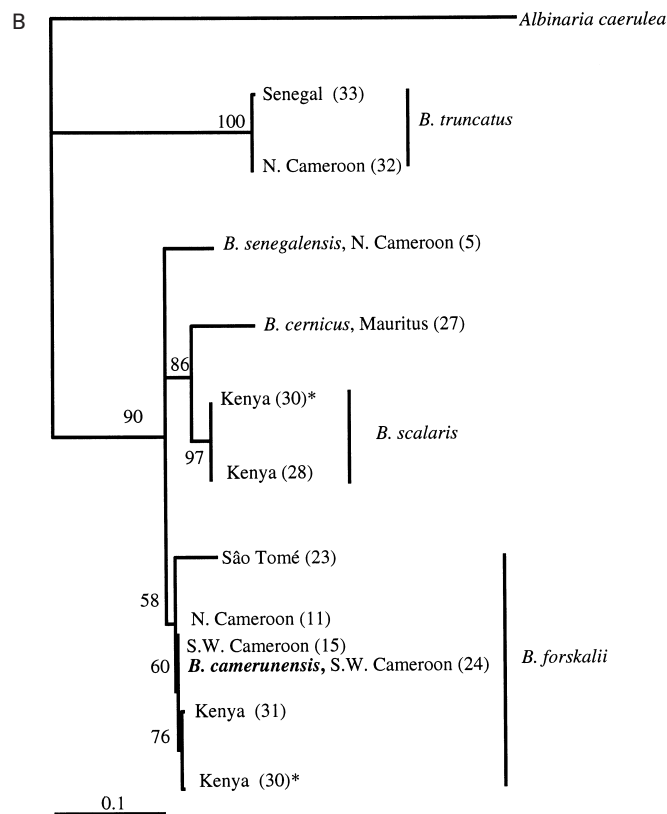 B
Albinaria caerulea
Senegal (33)
100
B. truncatus
N. Cameroon (32)
B. senegalensis, N. Cameroon (5)
B. cernicus, Mauritus (27)
86
Kenya (30)*
90
B. scalaris
97
Kenya (28)
Sâo Tomé (23)
58
N. Cameroon (11)
S.W. Cameroon (15)
60
B. camerunensis, S.W. Cameroon (24)
B. forskalii
Kenya (31)
76
Kenya (30)*
0.1